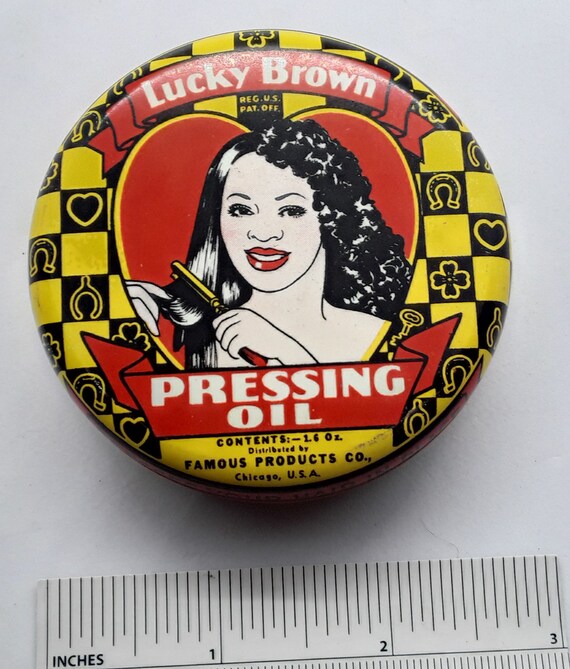 Lucky Brown
REG. U.S.
PAT. OFF.
PRESSING
OIL
CONTENTS:—1.6 Oz.
Distributed by
FAMOUS PRODUCTS CO.,
Chicago, U.S.A.
INCHES 1 2 3